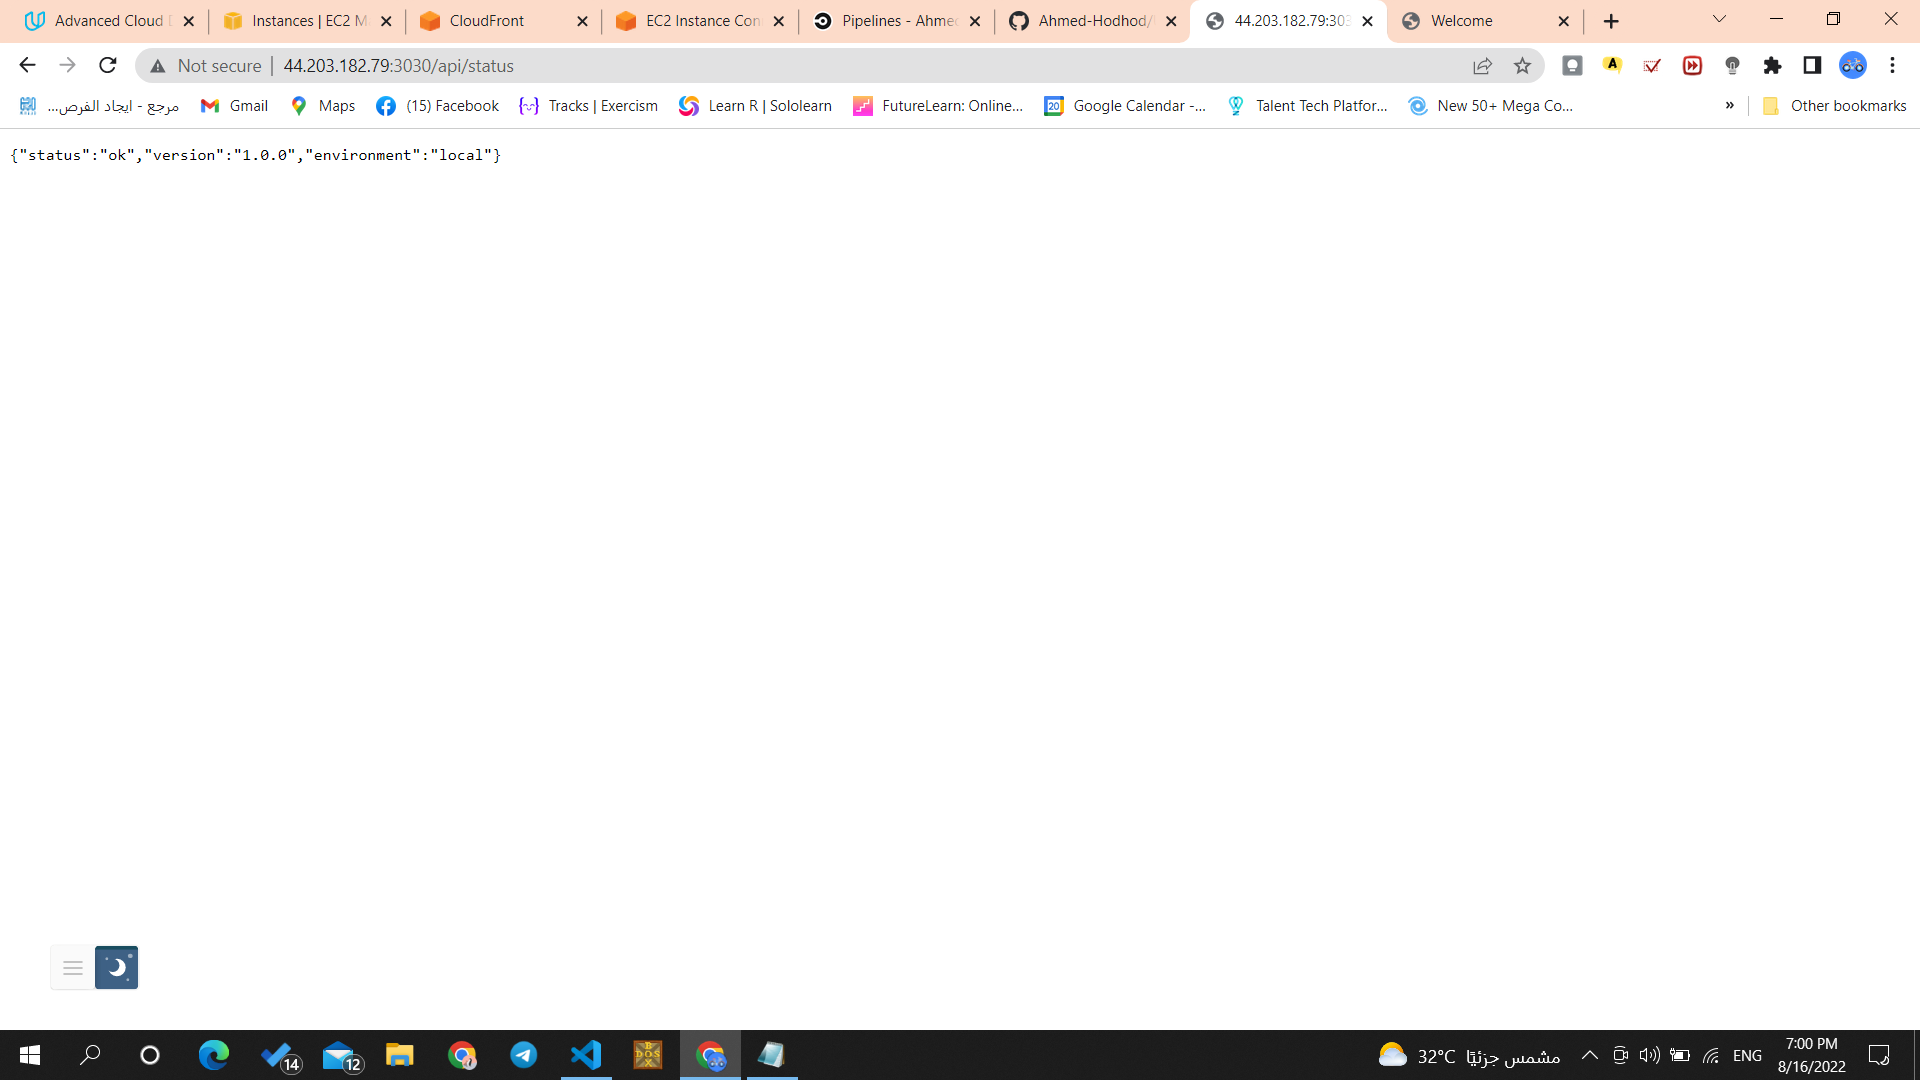 Advanced Cloud D
Instances | EC2 M
CloudFront
EC2 Instance Con
Pipelines - Ahmed
Ahmed-Hodhod/
44.203.182.79:303
Welcome
Not secure
44.203.182.79:3030/api/status
مرجع - ايجاد الفرص...
Gmail
Maps
(15) Facebook
Tracks | Exercism
Learn R | Sololearn
FutureLearn: Online...
Google Calendar -...
Talent Tech Platfor...
New 50+ Mega Co...
»
Other bookmarks
{"status":"ok","version":"1.0.0","environment":"local"}
14
12
32°C مشمس جزئيًا
ENG
7:00 PM
8/16/2022